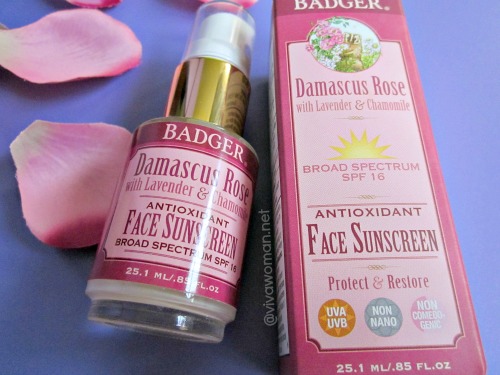 BADGER®
Damascus Rose
with Lavender & Chamomile
ANTIOXIDANT
FACE SUNSCREEN
BROAD SPECTRUM SPF 16
25.1 ML/.85 FL.OZ
BADGER®
Damascus Rose
with Lavender & Chamomile
BROAD SPECTRUM
SPF 16
ANTIOXIDANT
FACE SUNSCREEN
Protect & Restore
UVA
UVB
NON
NANO
NON
COMEDO-
GENIC
25.1 ML/.85 FL.OZ
@vivawoman.net